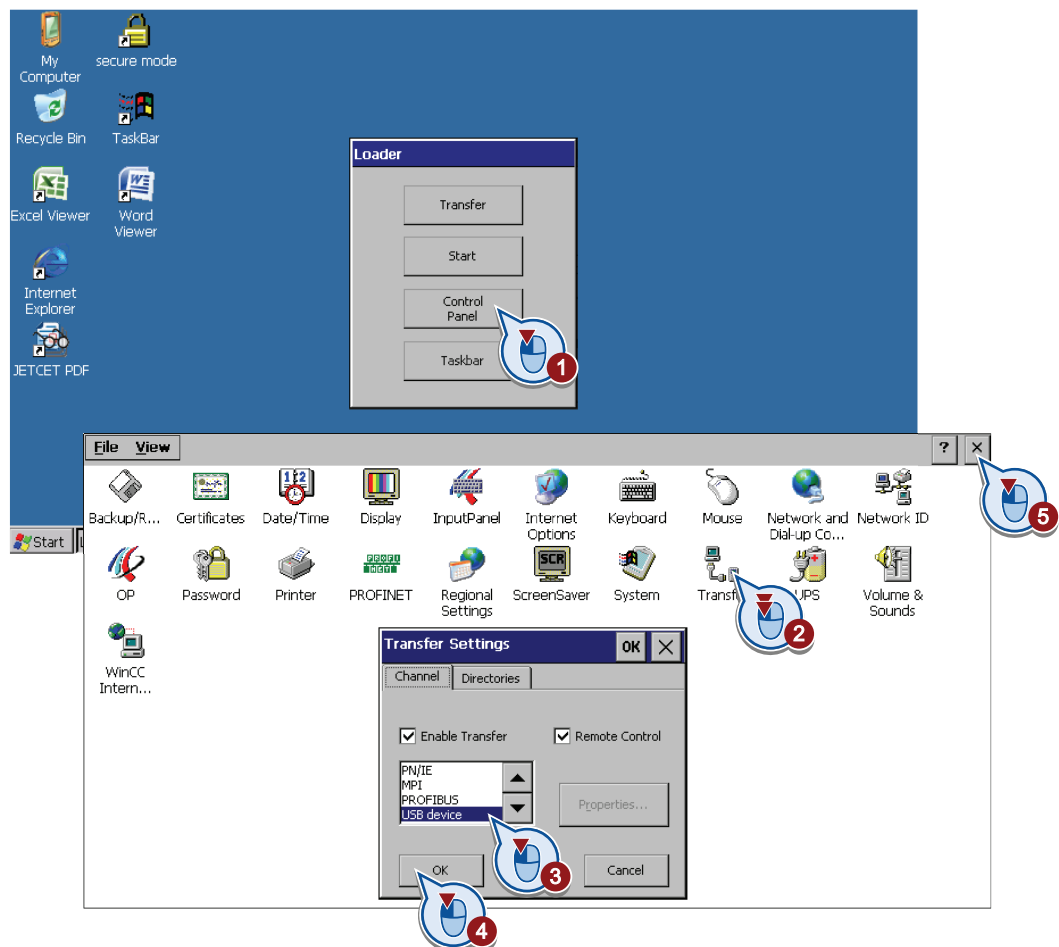 My
Computer
secure mode
Recycle Bin
TaskBar
Excel Viewer
Word
Viewer
Internet
Explorer
JETCET PDF
Loader
Transfer
Start
Control
Panel
Taskbar
1
File View
?
5
Backup/R...
Certificates
Date/Time
Display
InputPanel
Internet
Options
Keyboard
Mouse
Network and
Dial-up Co...
Network ID
Start
OP
Password
Printer
PROFINET
Regional
Settings
SCR
ScreenSaver
System
Transf
UPS
Volume &
Sounds
2
WinCC
Intern...
Transfer Settings
OK
Channel
Directories
Enable Transfer
Remote Control
PN/IE
MPI
PROFIBUS
USB device
Properties...
3
OK
Cancel
4